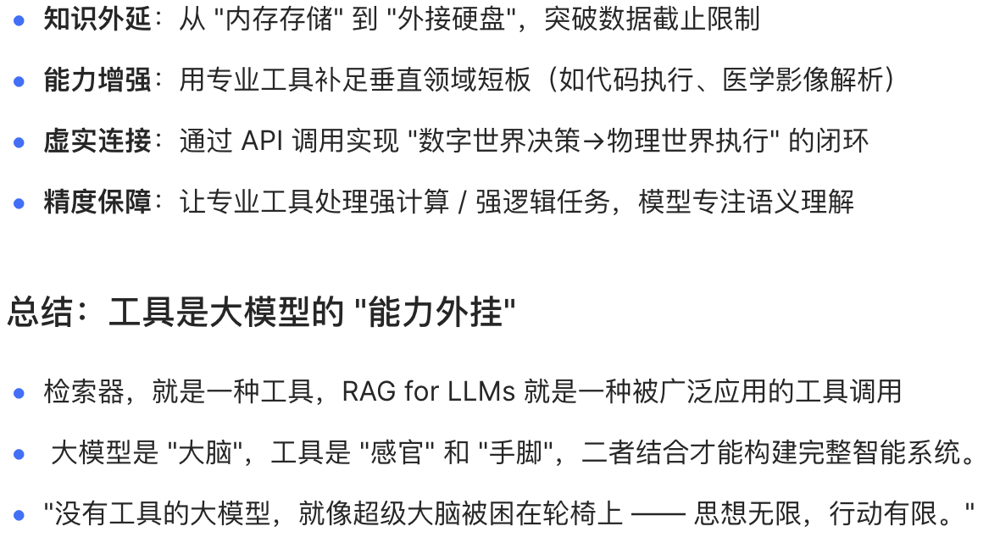 知识外延：从 "内存存储" 到 "外接硬盘"，突破数据截止限制
能力增强：用专业工具补足垂直领域短板（如代码执行、医学影像解析）
虚实连接：通过 API 调用实现 "数字世界决策→物理世界执行" 的闭环
精度保障：让专业工具处理强计算 / 强逻辑任务，模型专注语义理解
总结：工具是大模型的 "能力外挂"
检索器，就是一种工具，RAG for LLMs 就是一种被广泛应用的工具调用
大模型是 "大脑"，工具是 "感官" 和 "手脚"，二者结合才能构建完整智能系统。
"没有工具的大模型，就像超级大脑被困在轮椅上 —— 思想无限，行动有限。"